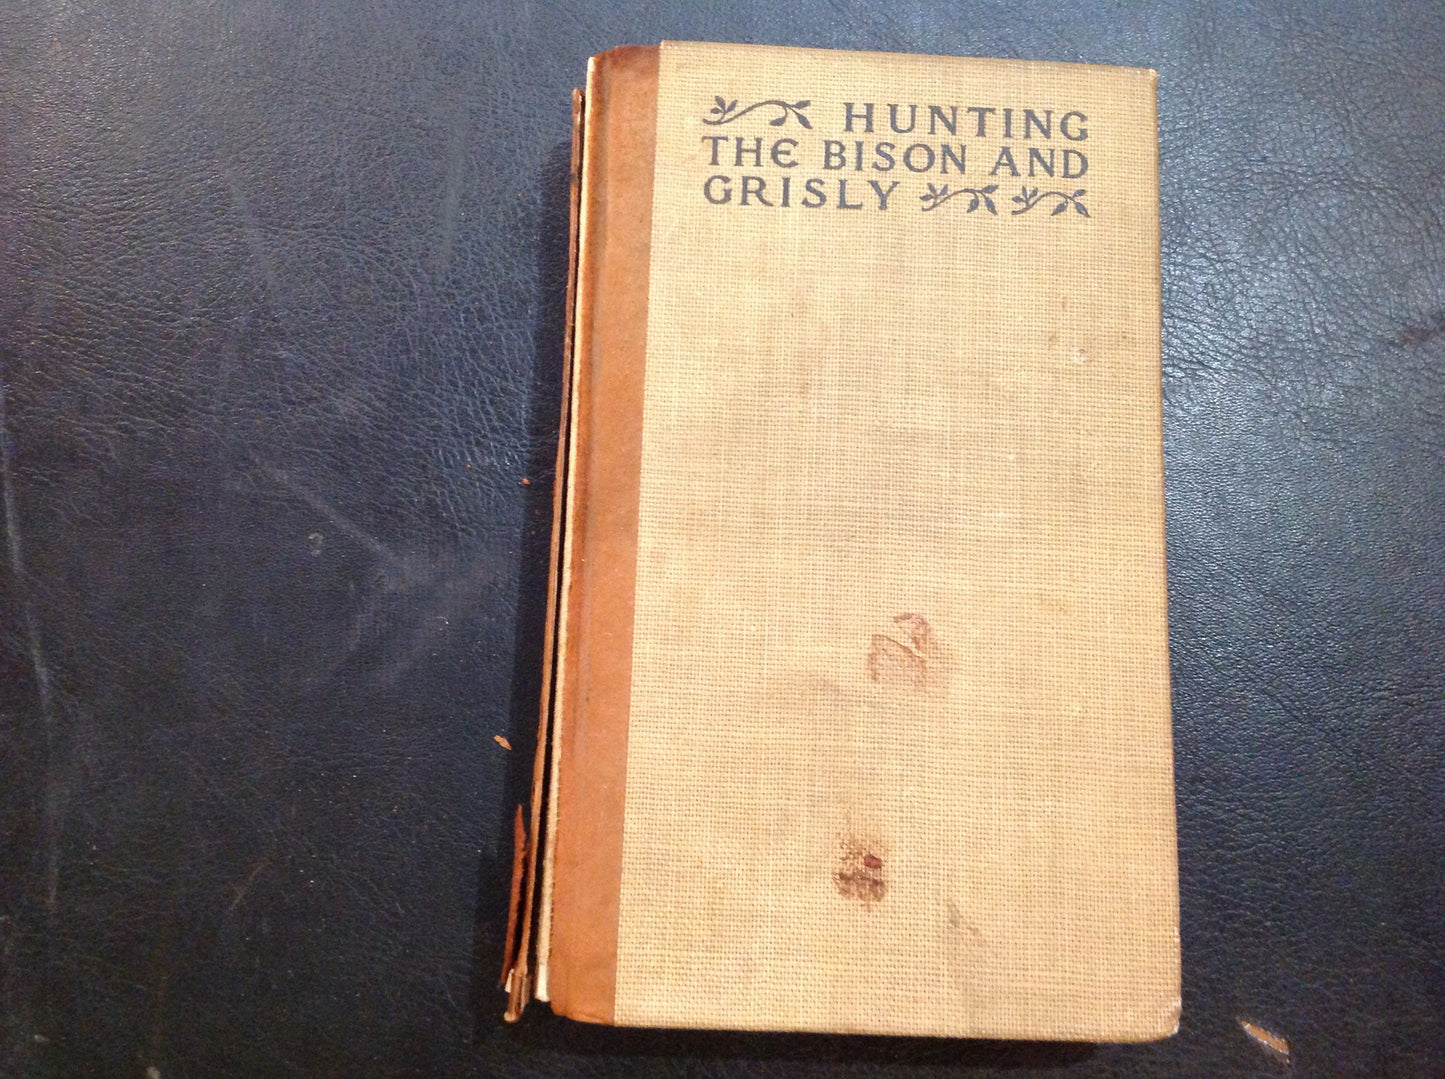 HUNTING
THE BISON AND
GRISLY